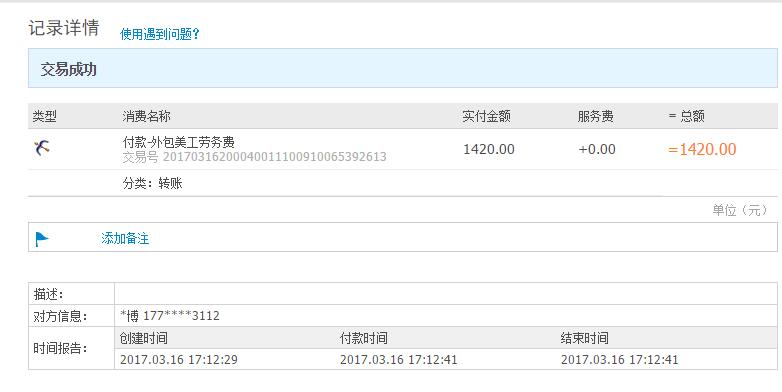 记录详情 使用遇到问题?
交易成功
类型 消费名称 实付金额 服务费 = 总额
付款-外包美工劳务费 1420.00 +0.00 =1420.00
交易号 20170316200040011100910065392613
分类：转账
单位（元）
添加备注
描述：
对方信息： *博 177****3112
时间报告： 创建时间 付款时间 结束时间
2017.03.16 17:12:29 2017.03.16 17:12:41 2017.03.16 17:12:41